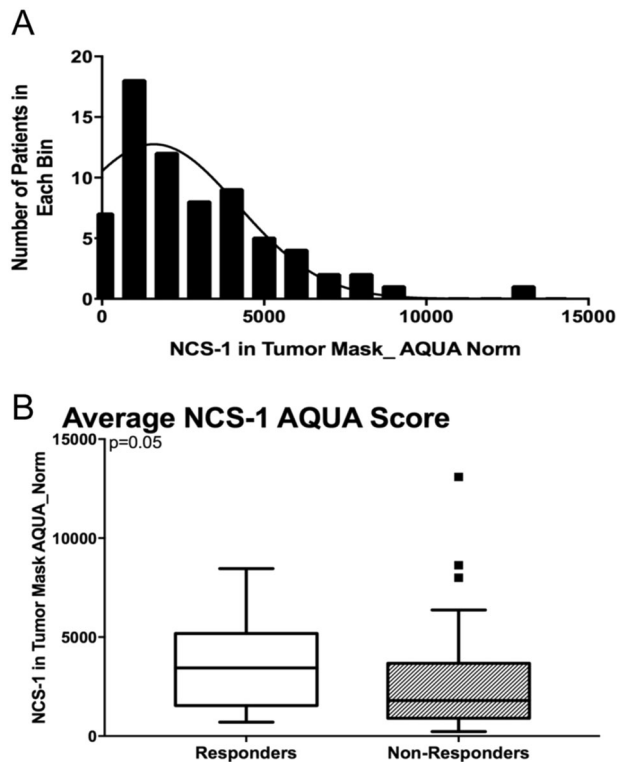 A
Number of Patients in
Each Bin
20
15
10
5
0
0 5000 10000 15000
NCS-1 in Tumor Mask_ AQUA Norm
B Average NCS-1 AQUA Score
p=0.05
NCS-1 in Tumor Mask AQUA_Norm
15000
10000
5000
0
Responders Non-Responders